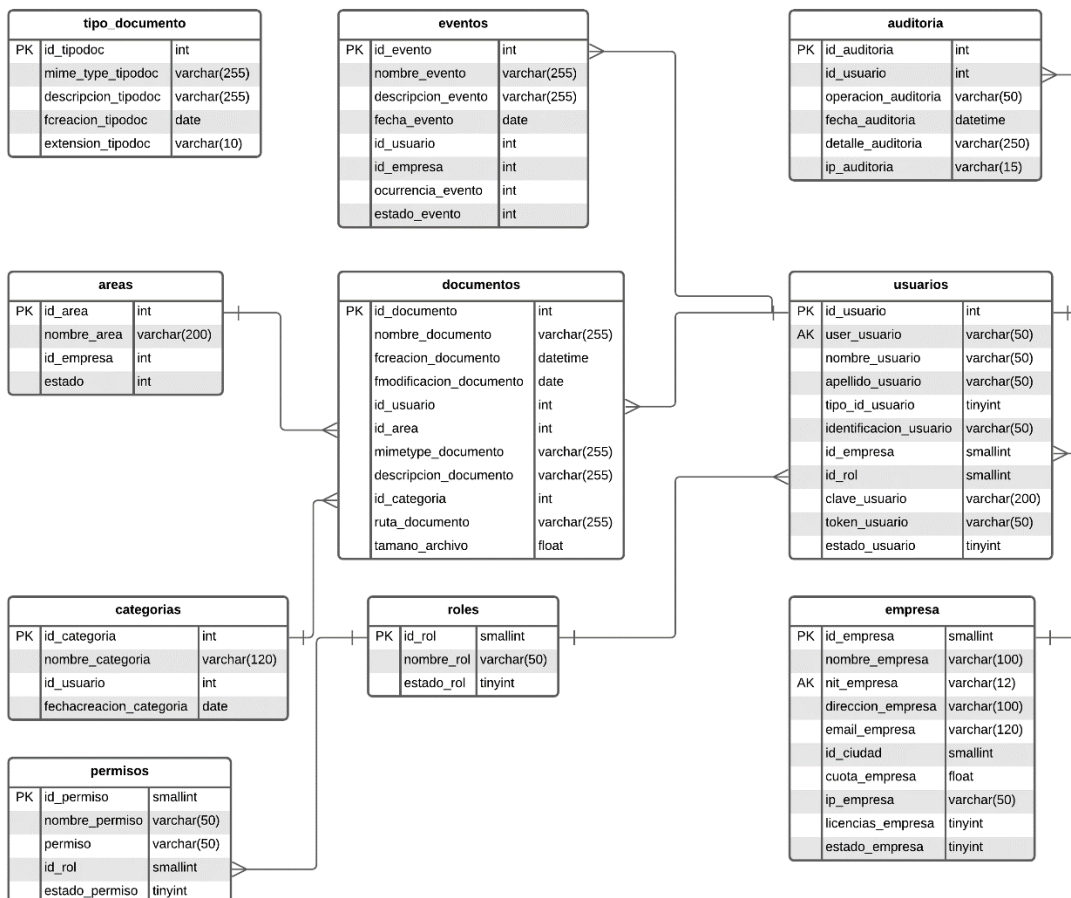 tipo_documento
PK id_tipodoc int
mime_type_tipodoc varchar(255)
descripcion_tipodoc varchar(255)
fcreacion_tipodoc date
extension_tipodoc varchar(10)
eventos
PK id_evento int
nombre_evento varchar(255)
descripcion_evento varchar(255)
fecha_evento date
id_usuario int
id_empresa int
ocurrencia_evento int
estado_evento int
auditoria
PK id_auditoria int
id_usuario int
operacion_auditoria varchar(50)
fecha_auditoria datetime
detalle_auditoria varchar(250)
ip_auditoria varchar(15)
areas
PK id_area int
nombre_area varchar(200)
id_empresa int
estado int
documentos
PK id_documento int
nombre_documento varchar(255)
fcreacion_documento datetime
fmodificacion_documento date
id_usuario int
id_area int
mimetype_documento varchar(255)
descripcion_documento varchar(255)
id_categoria int
ruta_documento varchar(255)
tamano_archivo float
usuarios
PK id_usuario int
AK user_usuario varchar(50)
nombre_usuario varchar(50)
apellido_usuario varchar(50)
tipo_id_usuario tinyint
identificacion_usuario varchar(50)
id_empresa smallint
id_rol smallint
clave_usuario varchar(200)
token_usuario varchar(50)
estado_usuario tinyint
categorias
PK id_categoria int
nombre_categoria varchar(120)
id_usuario int
fechacreacion_categoria date
roles
PK id_rol smallint
nombre_rol varchar(50)
estado_rol tinyint
empresa
PK id_empresa smallint
nombre_empresa varchar(100)
AK nit_empresa varchar(12)
direccion_empresa varchar(100)
email_empresa varchar(120)
id_ciudad smallint
cuota_empresa float
ip_empresa varchar(50)
licencias_empresa tinyint
estado_empresa tinyint
permisos
PK id_permiso smallint
nombre_permiso varchar(50)
permiso varchar(50)
id_rol smallint
estado_permiso tinyint